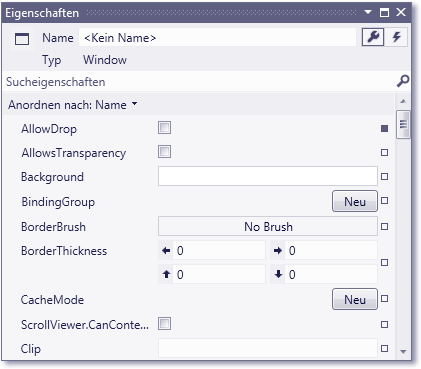 Eigenschaften
Name <Kein Name>
Typ Window
Sucheigenschaften
Anordnen nach: Name
AllowDrop
AllowsTransparency
Background
BindingGroup Neu
BorderBrush No Brush
BorderThickness 0 0
0 0
CacheMode Neu
ScrollViewer.CanConte...
Clip